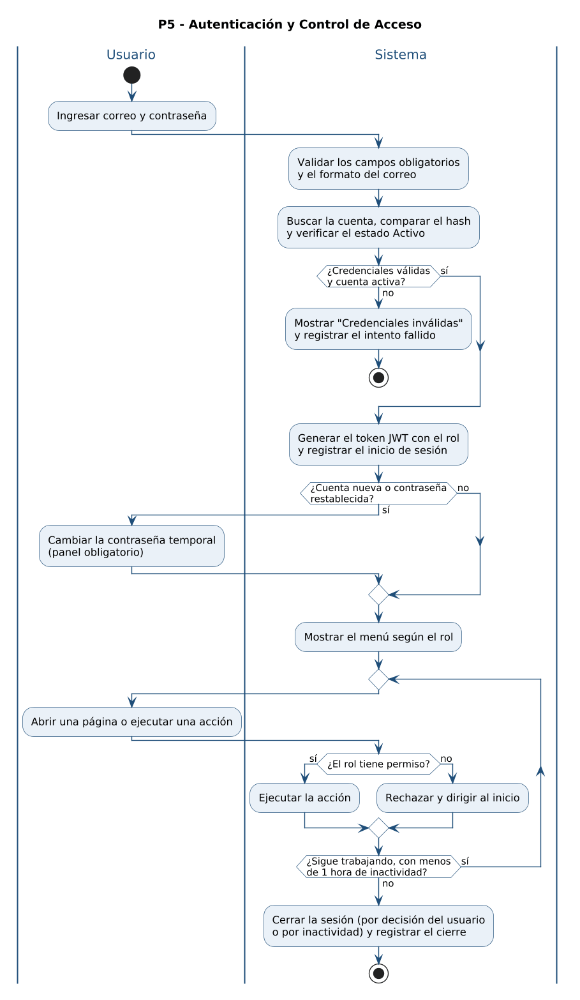 P5 - Autenticación y Control de Acceso
Usuario
Sistema
Ingresar correo y contraseña
Validar los campos obligatorios
y el formato del correo
Buscar la cuenta, comparar el hash
y verificar el estado Activo
¿Credenciales válidas
y cuenta activa?
sí
no
Mostrar "Credenciales inválidas"
y registrar el intento fallido
Generar el token JWT con el rol
y registrar el inicio de sesión
¿Cuenta nueva o contraseña
restablecida?
no
sí
Cambiar la contraseña temporal
(panel obligatorio)
Mostrar el menú según el rol
Abrir una página o ejecutar una acción
sí
¿El rol tiene permiso?
no
Ejecutar la acción
Rechazar y dirigir al inicio
¿Sigue trabajando, con menos
de 1 hora de inactividad?
sí
no
Cerrar la sesión (por decisión del usuario
o por inactividad) y registrar el cierre